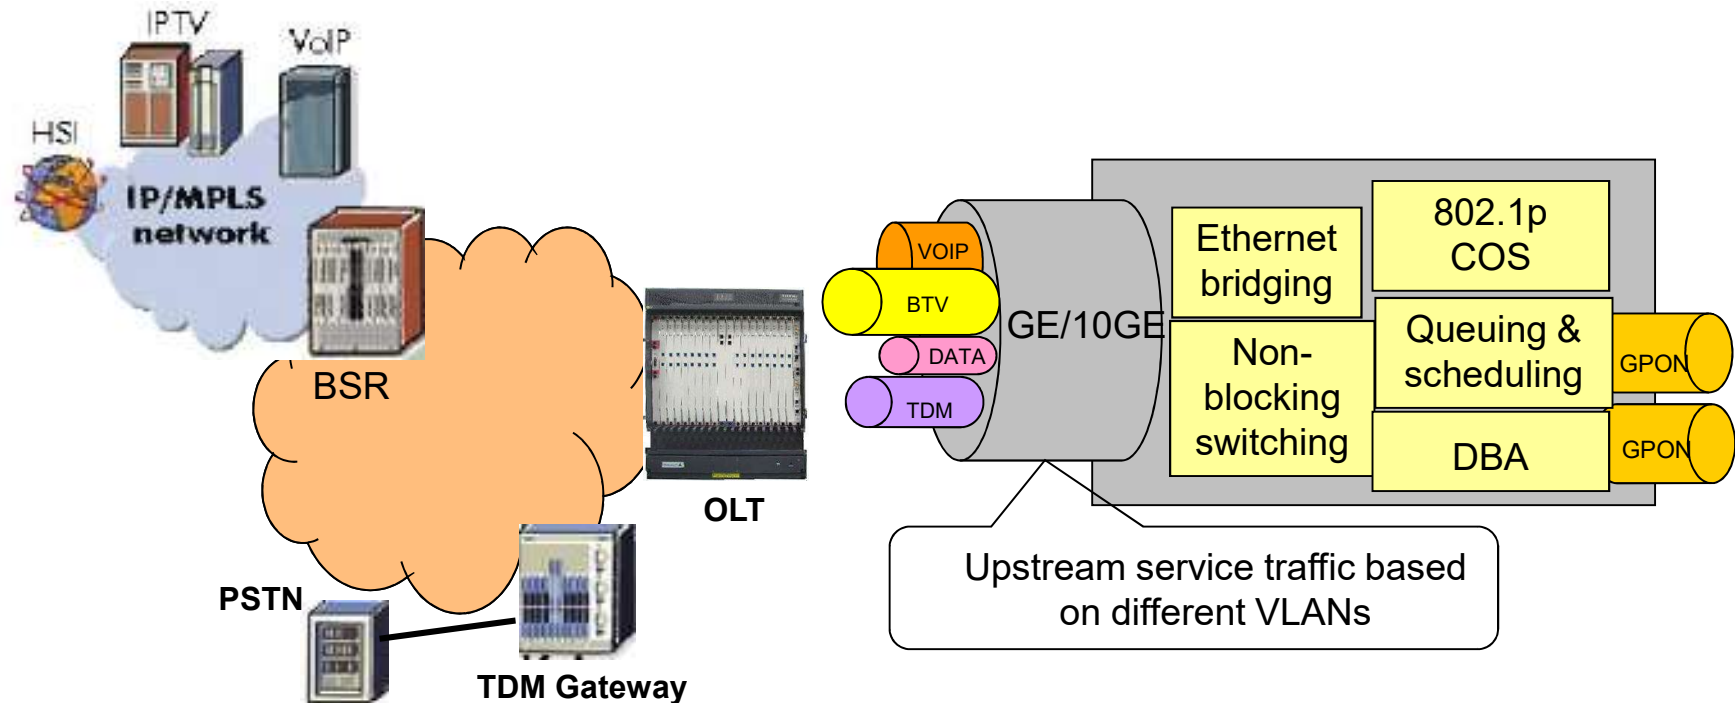 IPTV
VoIP
HSI
IP/MPLS
network
BSR
OLT
PSTN
TDM Gateway
VOIP
BTV
DATA
TDM
GE/10GE
Ethernet
bridging
802.1p
COS
Non-
blocking
switching
Queuing &
scheduling
DBA
GPON
GPON
Upstream service traffic based
on different VLANs